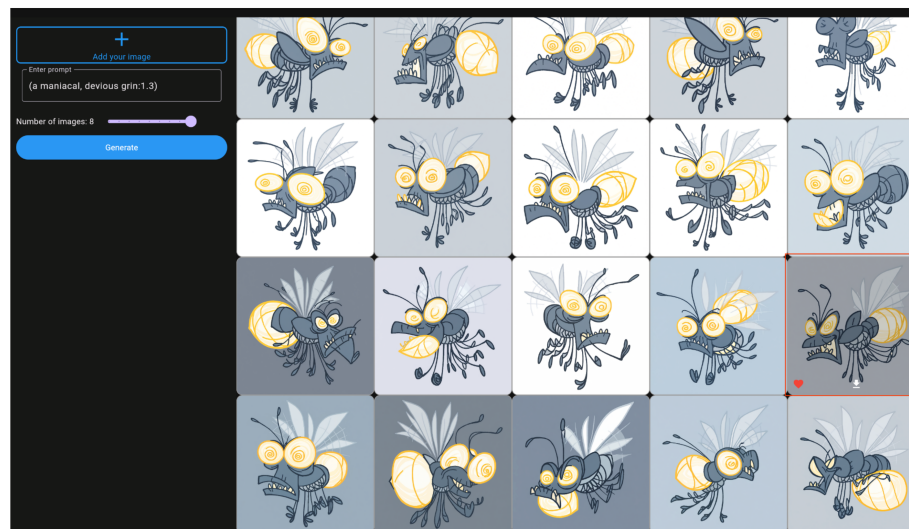 Add your image
Enter prompt
(a maniacal, devious grin:1.3)
Number of images: 8
Generate